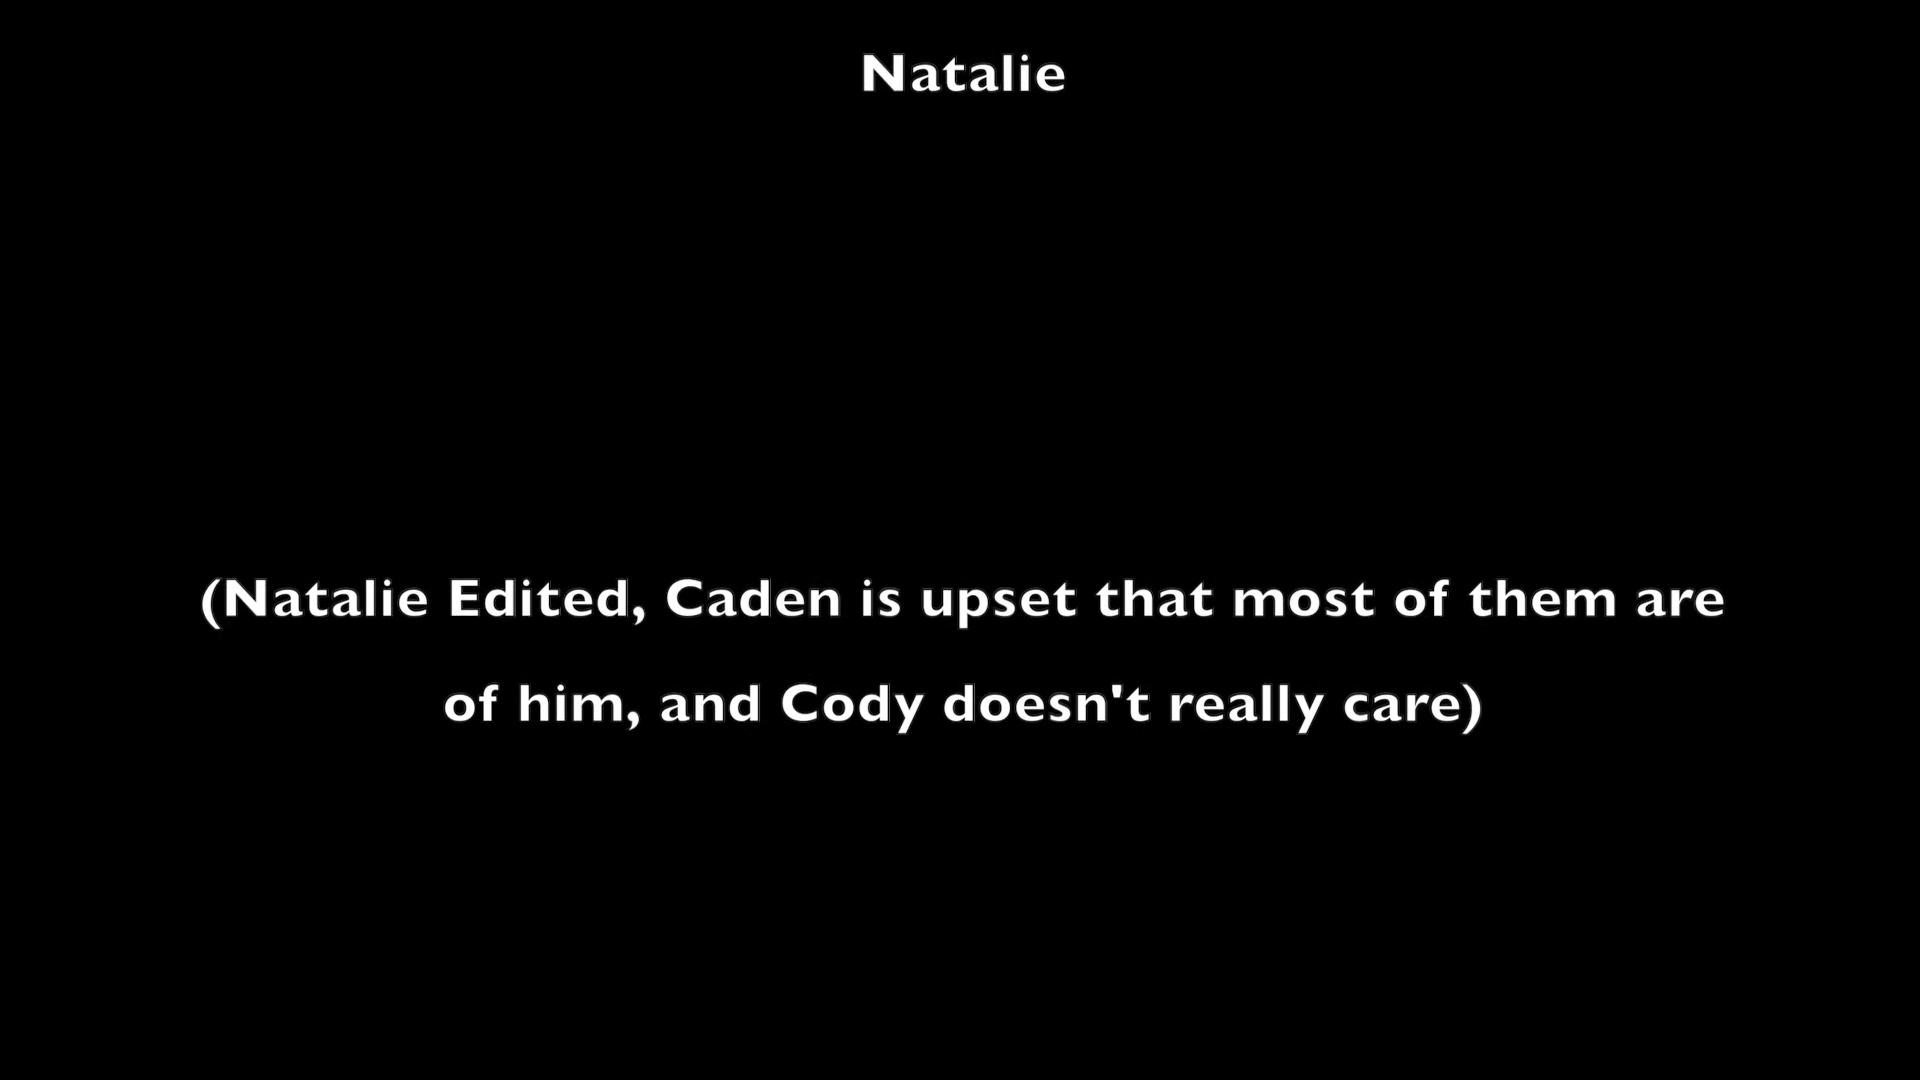 Natalie
(Natalie Edited, Caden is upset that most of them are
of him, and Cody doesn't really care)